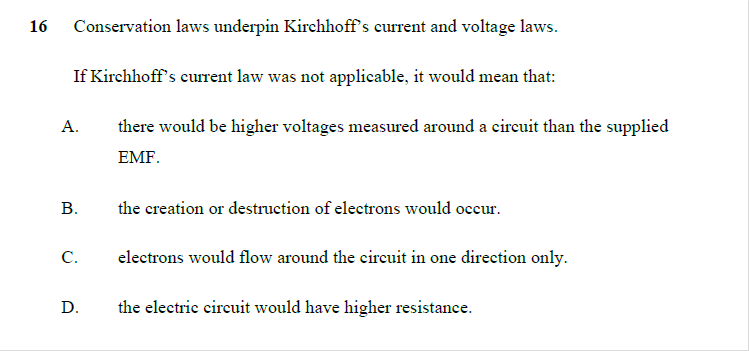 16 Conservation laws underpin Kirchhoff's current and voltage laws.
If Kirchhoff's current law was not applicable, it would mean that:
A. there would be higher voltages measured around a circuit than the supplied
EMF.
B. the creation or destruction of electrons would occur.
C. electrons would flow around the circuit in one direction only.
D. the electric circuit would have higher resistance.